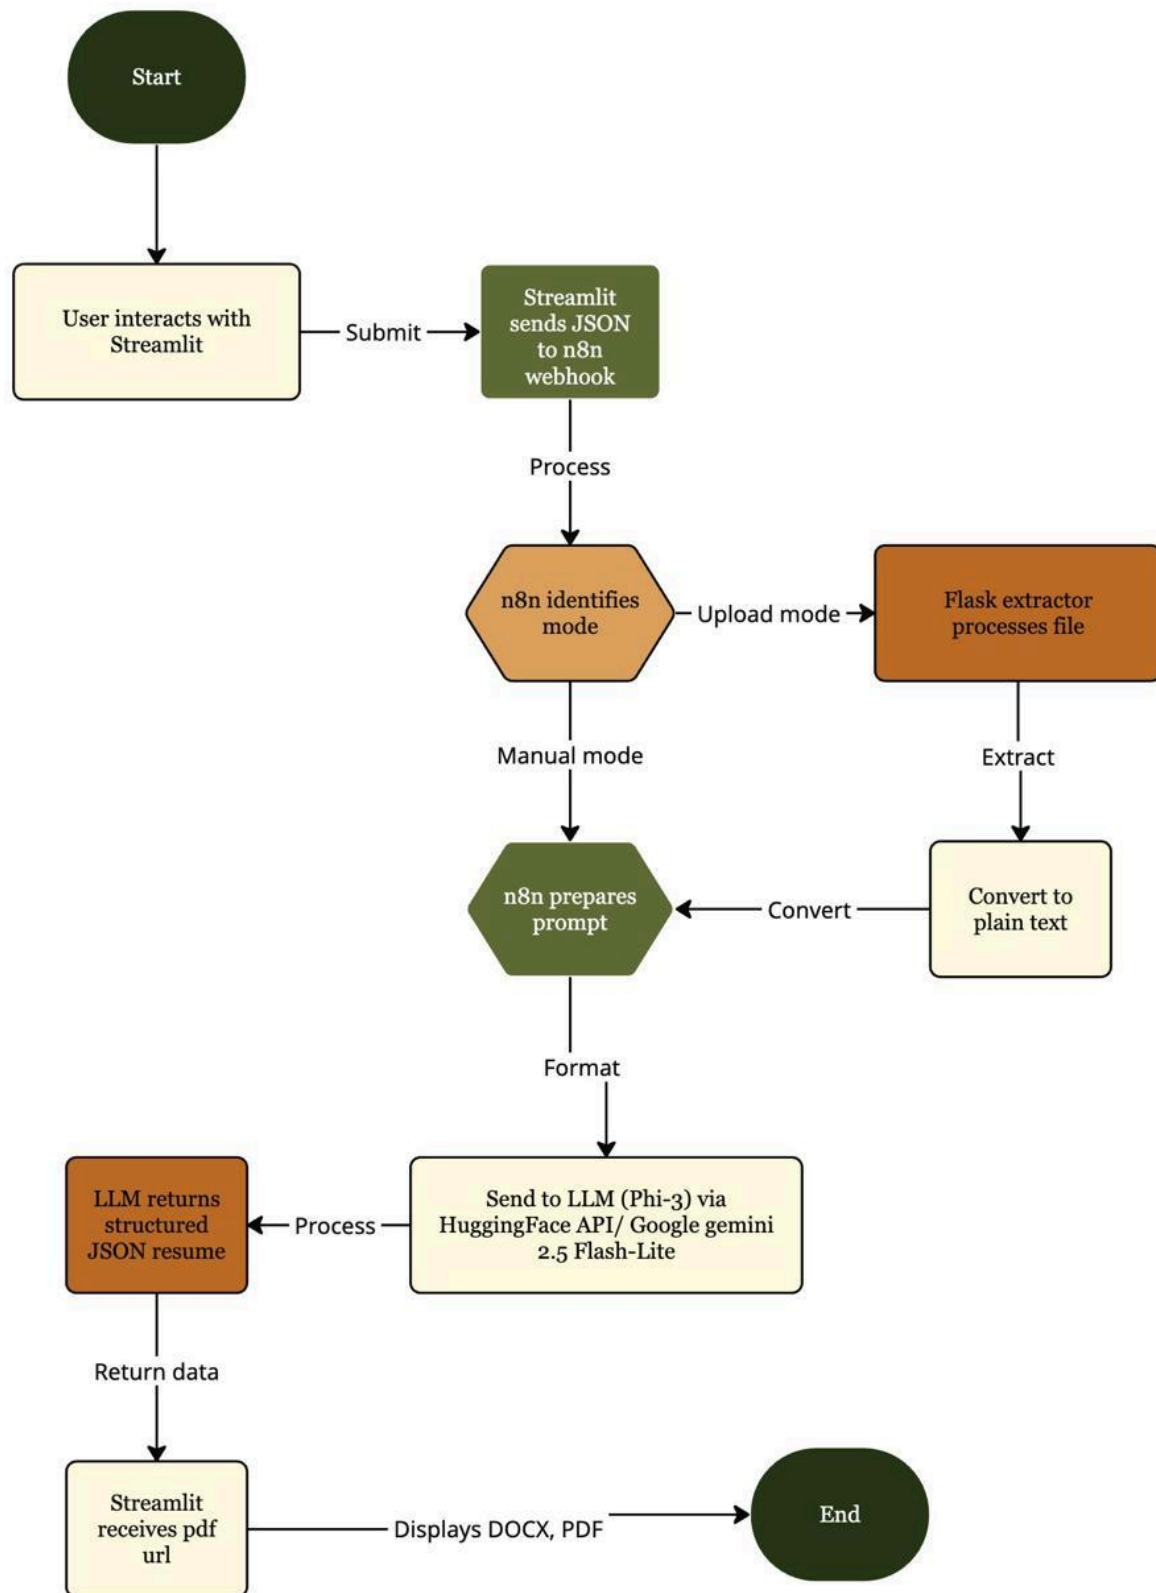 Start
User interacts with
Streamlit
Submit
Streamlit
sends JSON
to n8n
webhook
Process
n8n identifies
mode
Upload mode
Flask extractor
processes file
Manual mode
Extract
n8n prepares
prompt
Convert
Convert to
plain text
Format
Send to LLM (Phi-3) via
HuggingFace API/ Google gemini
2.5 Flash-Lite
Process
LLM returns
structured
JSON resume
Return data
Streamlit
receives pdf
url
Displays DOCX, PDF
End